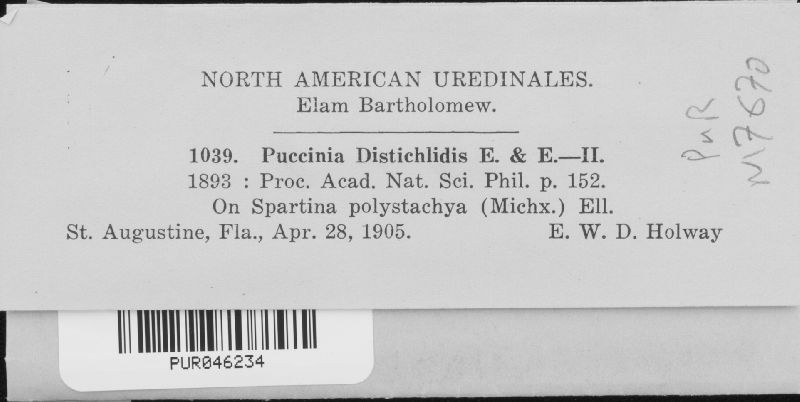 NORTH AMERICAN UREDINALES.
Elam Bartholomew.
1039. Puccinia Distichlidis E. & E.—II.
1893 : Proc. Acad. Nat. Sci. Phil. p. 152.
On Spartina polystachya (Michx.) Ell.
St. Augustine, Fla., Apr. 28, 1905. E. W. D. Holway
PUR
N7670
PUR046234